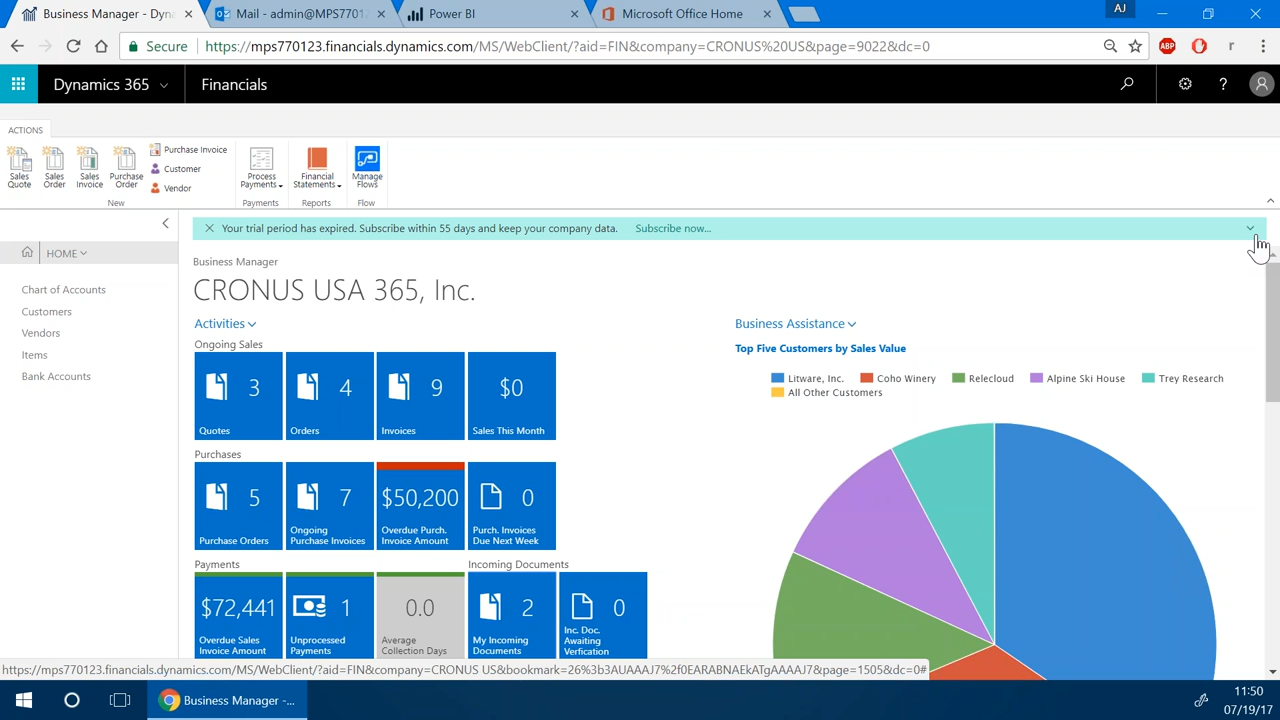 Business Manager - Dyna
Mail - admin@MPS7701
Power BI
Microsoft Office Home
AJ
Secure
https://mps770123.financials.dynamics.com/MS/WebClient/?aid=FIN&company=CRONUS%20US&page=9022&dc=0
ABP
r
Dynamics 365
Financials
?
ACTIONS
Sales Quote
Sales Order
Sales Invoice
Purchase Order
Purchase Invoice
Customer
Vendor
Process Payments
Financial Statements
Manage Flows
New
Payments
Reports
Flow
Your trial period has expired. Subscribe within 55 days and keep your company data.
Subscribe now...
HOME
Chart of Accounts
Customers
Vendors
Items
Bank Accounts
Business Manager
CRONUS USA 365, Inc.
Activities
Ongoing Sales
3
Quotes
4
Orders
9
Invoices
$0
Sales This Month
Purchases
5
Purchase Orders
7
Ongoing
Purchase Invoices
$50,200
Overdue Purch.
Invoice Amount
0
Purch. Invoices
Due Next Week
Payments
Incoming Documents
$72,441
Overdue Sales
Invoice Amount
1
Unprocessed
Payments
0.0
Average
Collection Days
2
My Incoming
Documents
0
Inc. Doc.
Awaiting
Verfication
Business Assistance
Top Five Customers by Sales Value
Litware, Inc.
Coho Winery
Relecloud
Alpine Ski House
Trey Research
All Other Customers
https://mps770123.financials.dynamics.com/MS/WebClient/?aid=FIN&company=CRONUS US&bookmark=26%3b3AUAAAJ7%2f0EARABNAEkATgAAAAJ7&page=1505&dc=0#
Business Manager -...
11:50
07/19/17